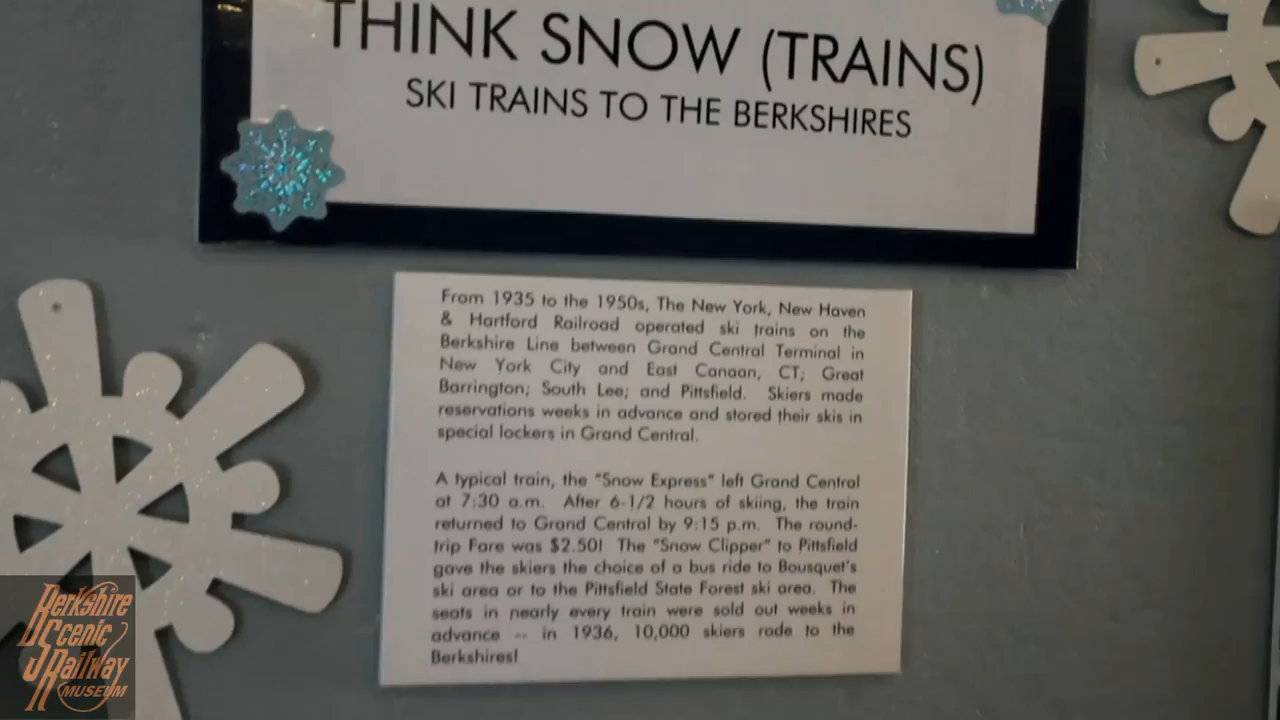 THINK SNOW (TRAINS)
SKI TRAINS TO THE BERKSHIRES
From 1935 to the 1950s, The New York, New Haven
& Hartford Railroad operated ski trains on the
Berkshire Line between Grand Central Terminal in
New York City and East Canaan, CT; Great
Barrington; South Lee; and Pittsfield. Skiers made
reservations weeks in advance and stored their skis in
special lockers in Grand Central.
A typical train, the "Snow Express" left Grand Central
at 7:30 a.m. After 6-1/2 hours of skiing, the train
returned to Grand Central by 9:15 p.m. The round-
trip Fare was $2.50! The "Snow Clipper" to Pittsfield
gave the skiers the choice of a bus ride to Bousquet's
ski area or to the Pittsfield State Forest ski area. The
seats in nearly every train were sold out weeks in
advance -- in 1936, 10,000 skiers rode to the
Berkshires!
Berkshire
Scenic
Railway
MUSEUM